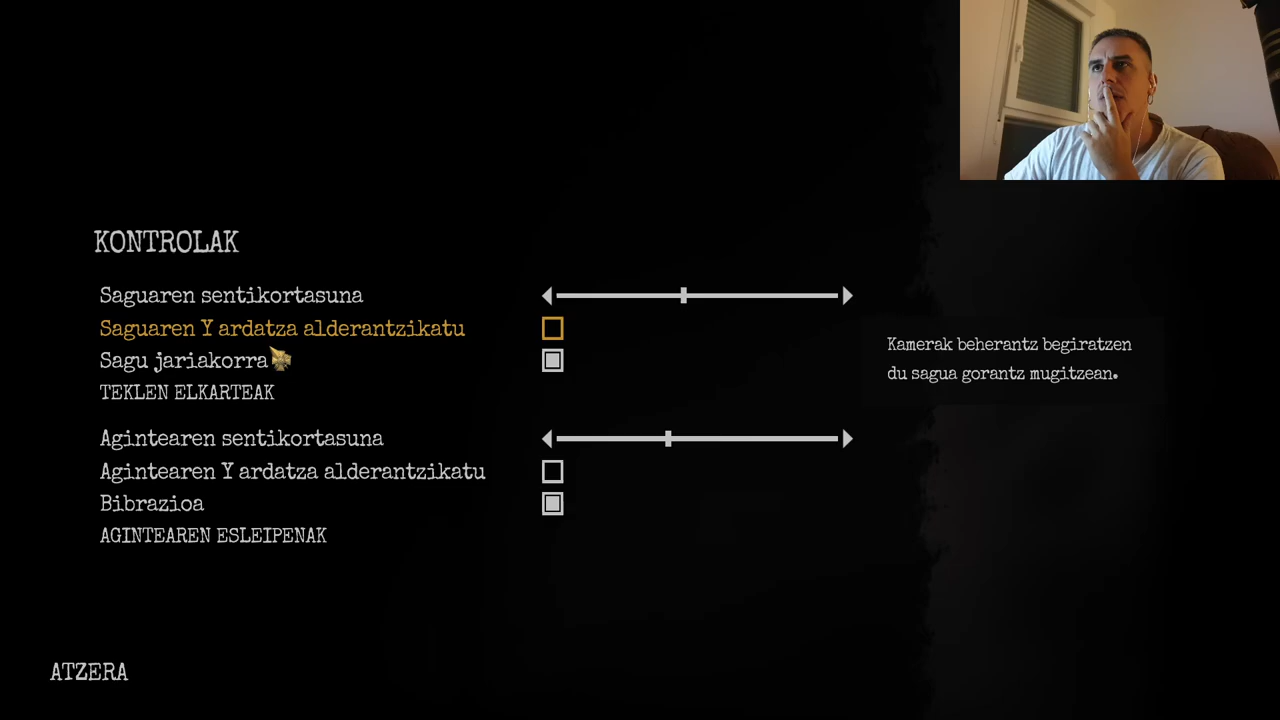 KONTROLAK
Saguaren sentikortasuna
Saguaren Y ardatza alderantzikatu
Sagu jariakorra
TEKLEN ELKARTEAK
Agintearen sentikortasuna
Agintearen Y ardatza alderantzikatu
Bibrazioa
AGINTEAREN ESLEIPENAK
Kamerak beherantz begiratzen
du sagua gorantz mugitzean.
ATZERA